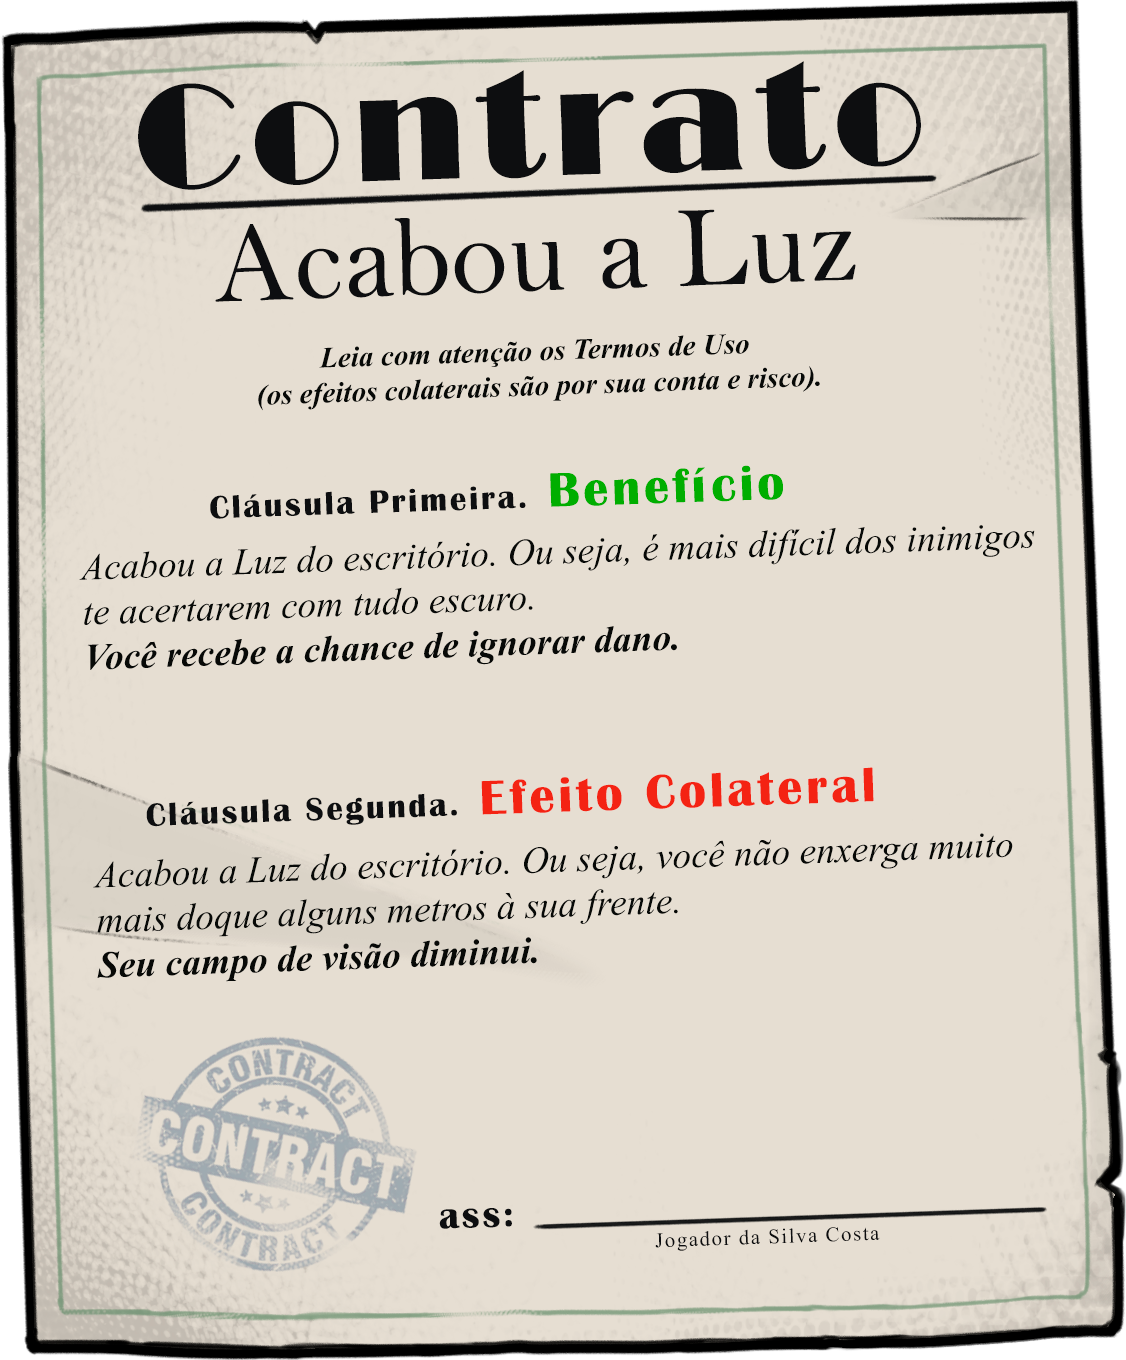 Contrato
Acabou a Luz
Leia com atenção os Termos de Uso
(os efeitos colaterais são por sua conta e risco).
Cláusula Primeira. Benefício
Acabou a Luz do escritório. Ou seja, é mais difícil dos inimigos
te acertarem com tudo escuro.
Você recebe a chance de ignorar dano.
Cláusula Segunda. Efeito Colateral
Acabou a Luz do escritório. Ou seja, você não enxerga muito
mais doque alguns metros à sua frente.
Seu campo de visão diminui.
CONTRACT
CONTRACT
CONTRACT
ass:
Jogador da Silva Costa